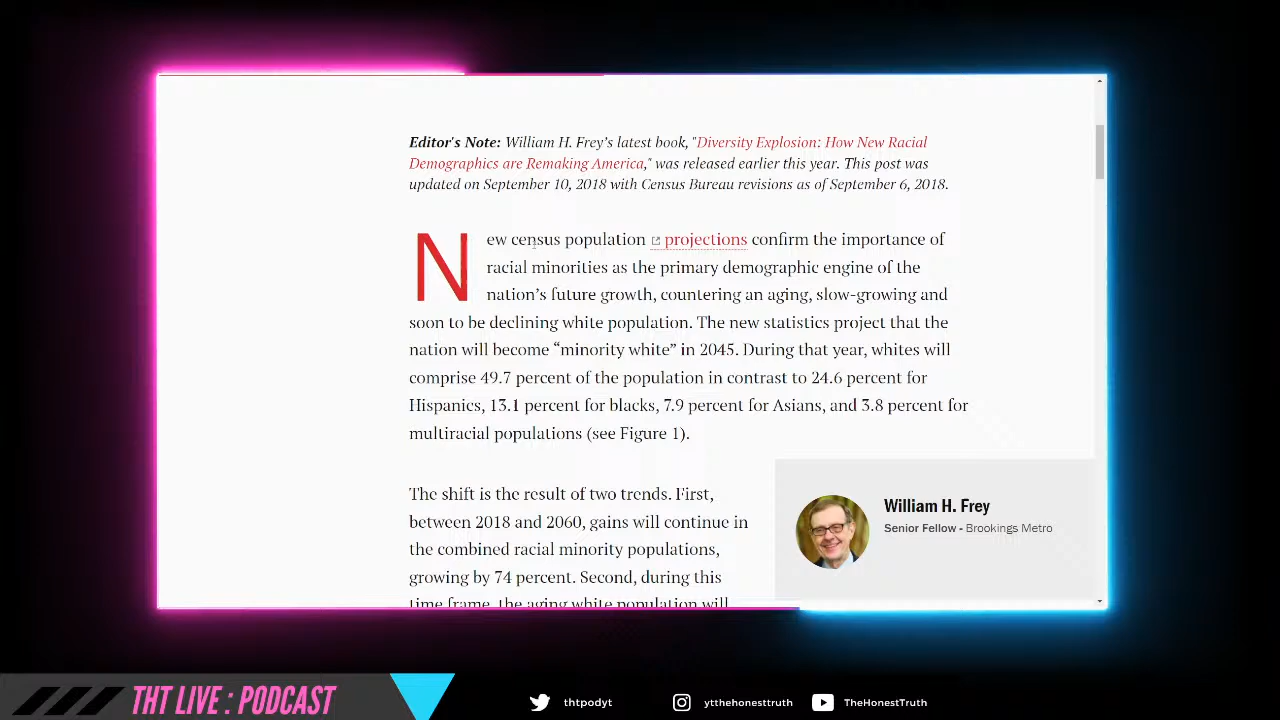 Editor's Note: William H. Frey's latest book, "Diversity Explosion: How New Racial
Demographics are Remaking America," was released earlier this year. This post was
updated on September 10, 2018 with Census Bureau revisions as of September 6, 2018.
New census population projections confirm the importance of
racial minorities as the primary demographic engine of the
nation's future growth, countering an aging, slow-growing and
soon to be declining white population. The new statistics project that the
nation will become “minority white” in 2045. During that year, whites will
comprise 49.7 percent of the population in contrast to 24.6 percent for
Hispanics, 13.1 percent for blacks, 7.9 percent for Asians, and 3.8 percent for
multiracial populations (see Figure 1).
The shift is the result of two trends. First,
between 2018 and 2060, gains will continue in
the combined racial minority populations,
growing by 74 percent. Second, during this
time frame, the aging white population will
William H. Frey
Senior Fellow - Brookings Metro
THT LIVE : PODCAST
thtpodyt
ytthehonesttruth
TheHonestTruth